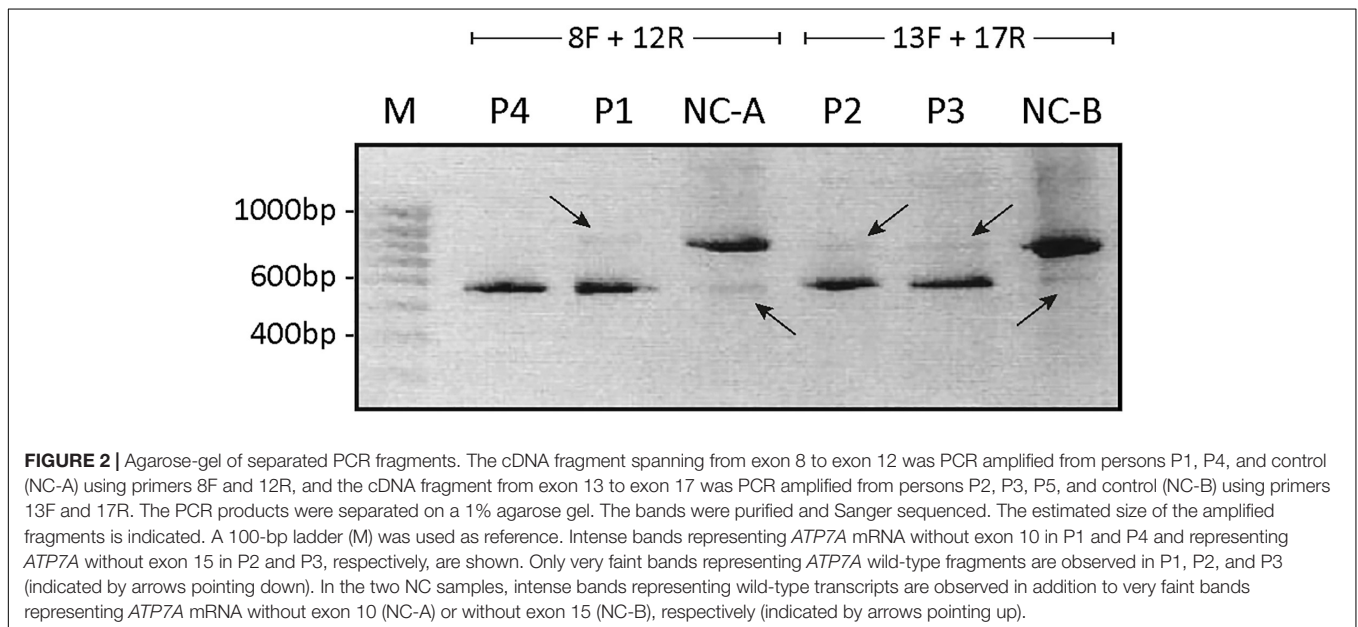 8F + 12R 13F + 17R
M P4 P1 NC-A P2 P3 NC-B
1000bp -
600bp -
400bp -
FIGURE 2 | Agarose-gel of separated PCR fragments. The cDNA fragment spanning from exon 8 to exon 12 was PCR amplified from persons P1, P4, and control
(NC-A) using primers 8F and 12R, and the cDNA fragment from exon 13 to exon 17 was PCR amplified from persons P2, P3, P5, and control (NC-B) using primers
13F and 17R. The PCR products were separated on a 1% agarose gel. The bands were purified and Sanger sequenced. The estimated size of the amplified
fragments is indicated. A 100-bp ladder (M) was used as reference. Intense bands representing ATP7A mRNA without exon 10 in P1 and P4 and representing
ATP7A without exon 15 in P2 and P3, respectively, are shown. Only very faint bands representing ATP7A wild-type fragments are observed in P1, P2, and P3
(indicated by arrows pointing down). In the two NC samples, intense bands representing wild-type transcripts are observed in addition to very faint bands
representing ATP7A mRNA without exon 10 (NC-A) or without exon 15 (NC-B), respectively (indicated by arrows pointing up).